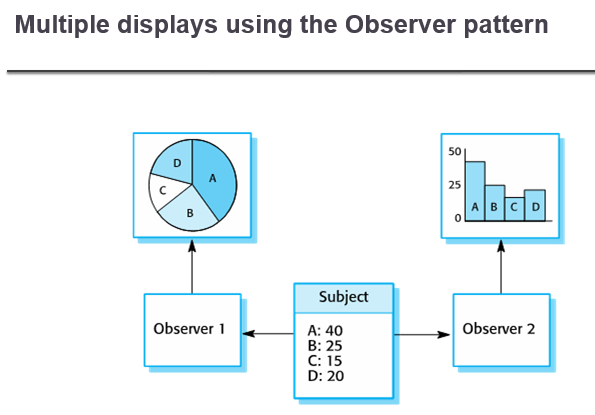 Multiple displays using the Observer pattern
D
A
C
B
50
25
0
A B C D
Subject
A: 40
B: 25
C: 15
D: 20
Observer 1
Observer 2